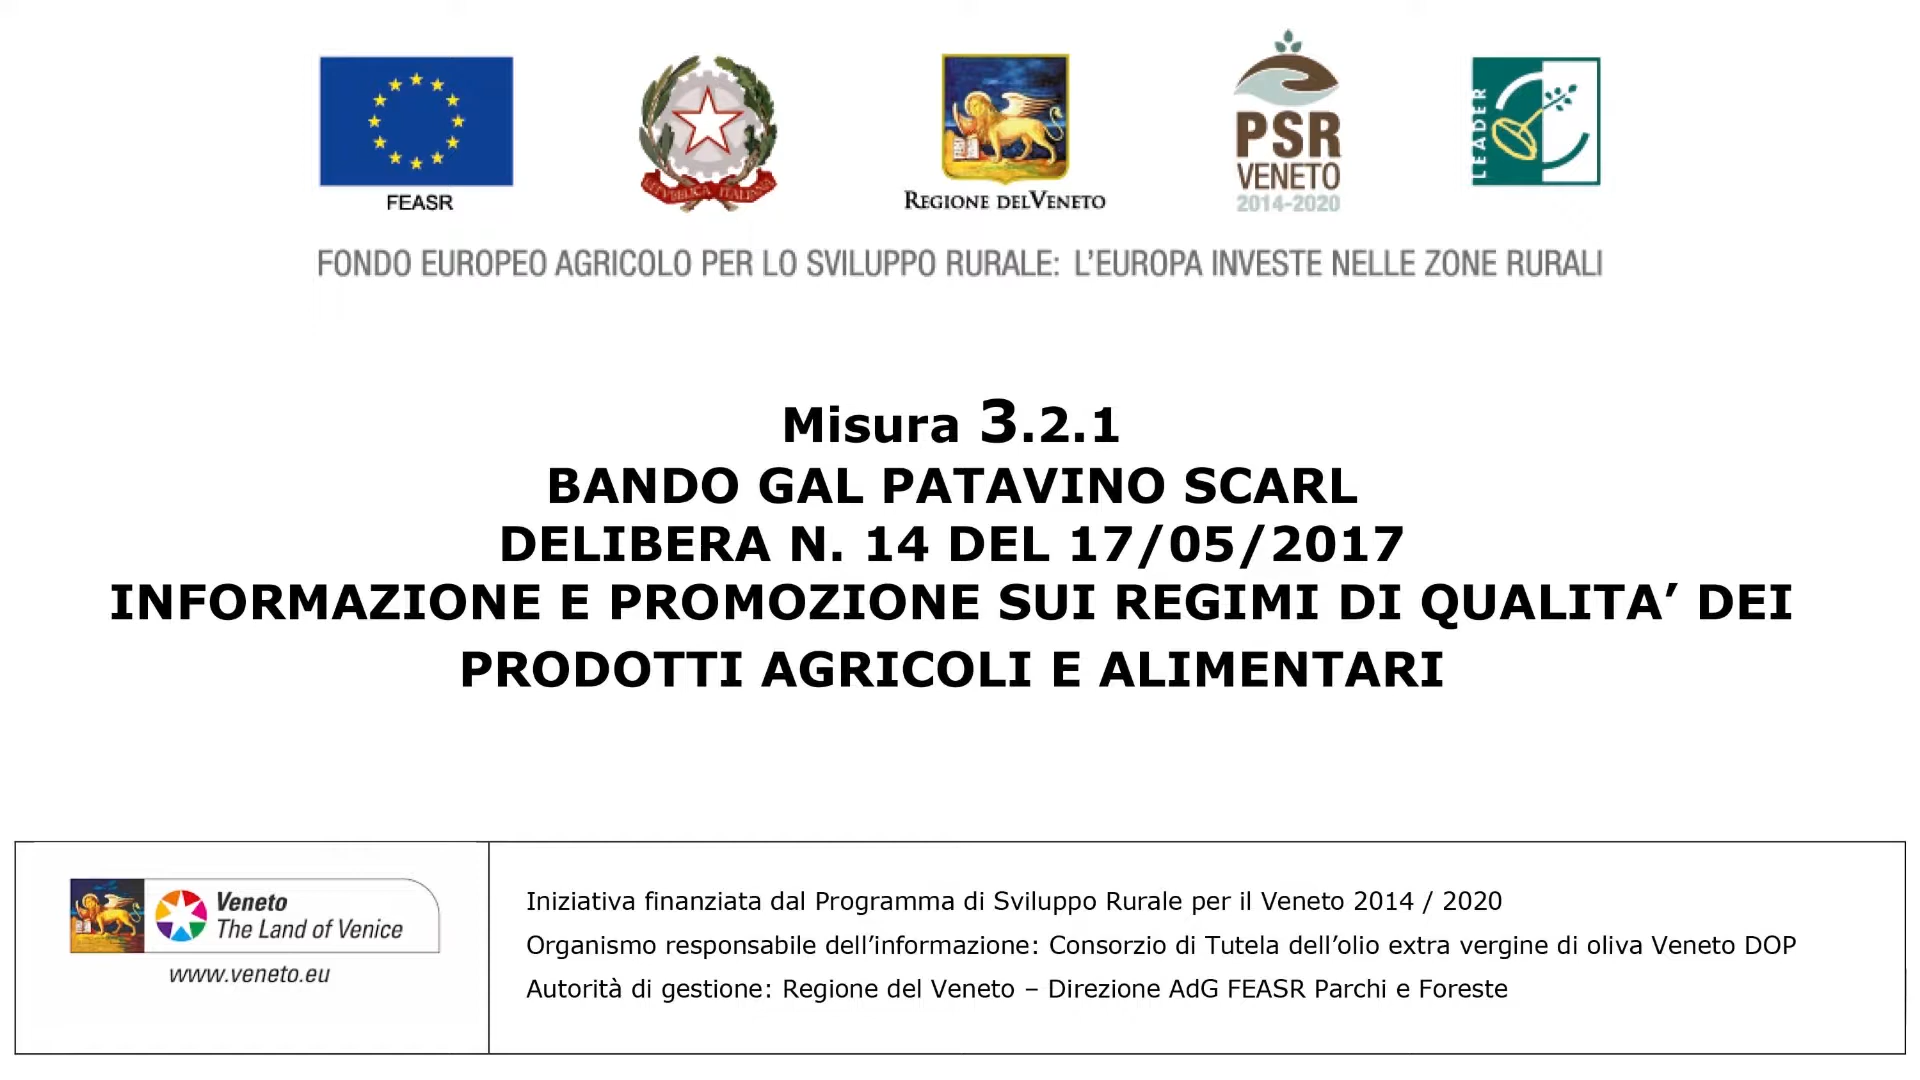 FEASR
REPVBBLICA ITALIANA
REGIONE DEL VENETO
PSR
VENETO
2014-2020
LEADER
FONDO EUROPEO AGRICOLO PER LO SVILUPPO RURALE: L'EUROPA INVESTE NELLE ZONE RURALI
Misura 3.2.1
BANDO GAL PATAVINO SCARL
DELIBERA N. 14 DEL 17/05/2017
INFORMAZIONE E PROMOZIONE SUI REGIMI DI QUALITA’ DEI
PRODOTTI AGRICOLI E ALIMENTARI
Veneto
The Land of Venice
www.veneto.eu
Iniziativa finanziata dal Programma di Sviluppo Rurale per il Veneto 2014 / 2020
Organismo responsabile dell’informazione: Consorzio di Tutela dell’olio extra vergine di oliva Veneto DOP
Autorità di gestione: Regione del Veneto – Direzione AdG FEASR Parchi e Foreste